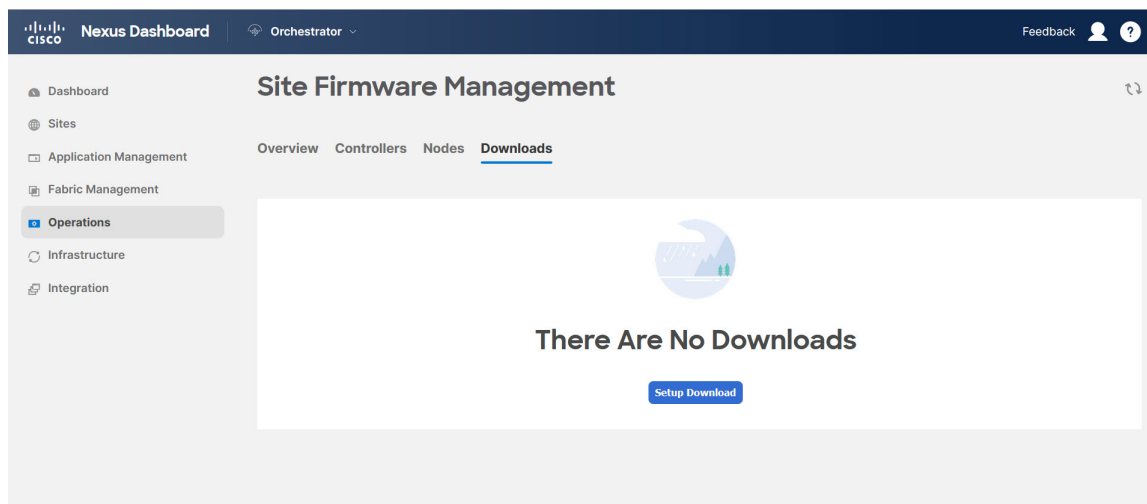 cisco Nexus Dashboard Orchestrator Feedback ?
Dashboard
Sites
Application Management
Fabric Management
Operations
Infrastructure
Integration
Site Firmware Management
Overview Controllers Nodes Downloads
There Are No Downloads
Setup Download